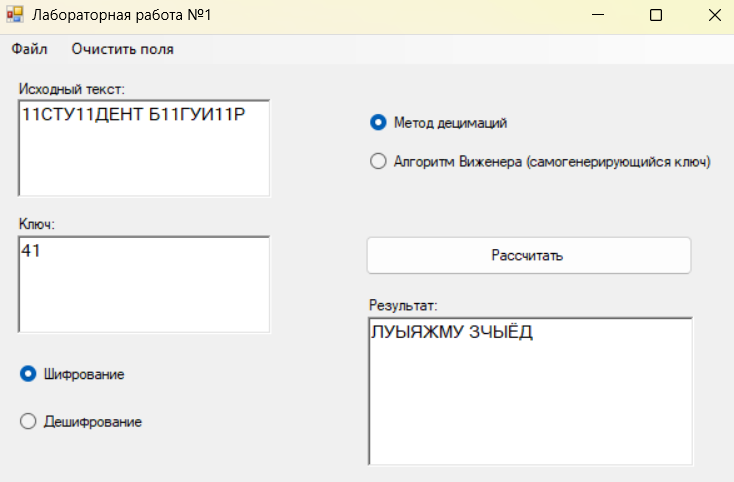 Лабораторная работа №1
Файл Очистить поля
Исходный текст:
11СТУ11ДЕНТ Б11ГУИ11Р
Метод децимаций
Алгоритм Виженера (самогенерирующийся ключ)
Ключ:
41
Рассчитать
Результат:
ЛУЫЯЖМУ ЗЧЫЁД
Шифрование
Дешифрование